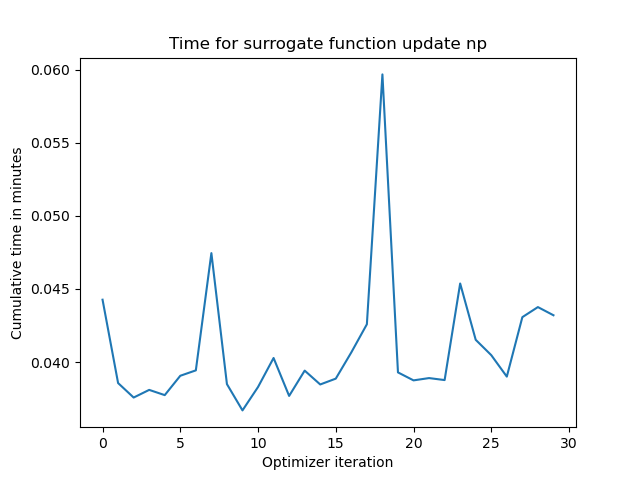 Time for surrogate function update np
0.060
0.055
0.050
0.045
0.040
Cumulative time in minutes
0 5 10 15 20 25 30
Optimizer iteration